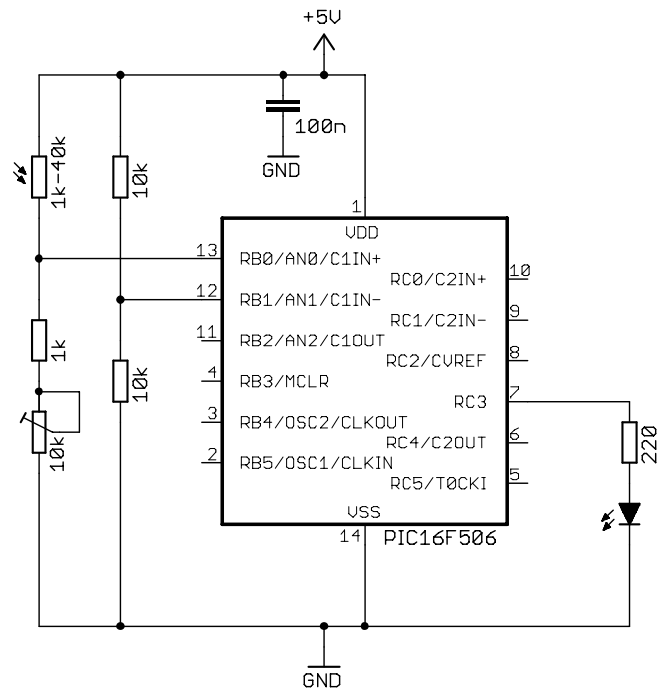 +5V
100n
GND
1k-40k
10k
1
VDD
13
RB0/AN0/C1IN+
RC0/C2IN+
10
12
RB1/AN1/C1IN-
RC1/C2IN-
9
11
RB2/AN2/C1OUT
RC2/CVREF
8
1k
10k
4
RB3/MCLR
RC3
7
3
RB4/OSC2/CLKOUT
RC4/C2OUT
6
220
10k
2
RB5/OSC1/CLKIN
RC5/T0CKI
5
VSS
14
PIC16F506
GND